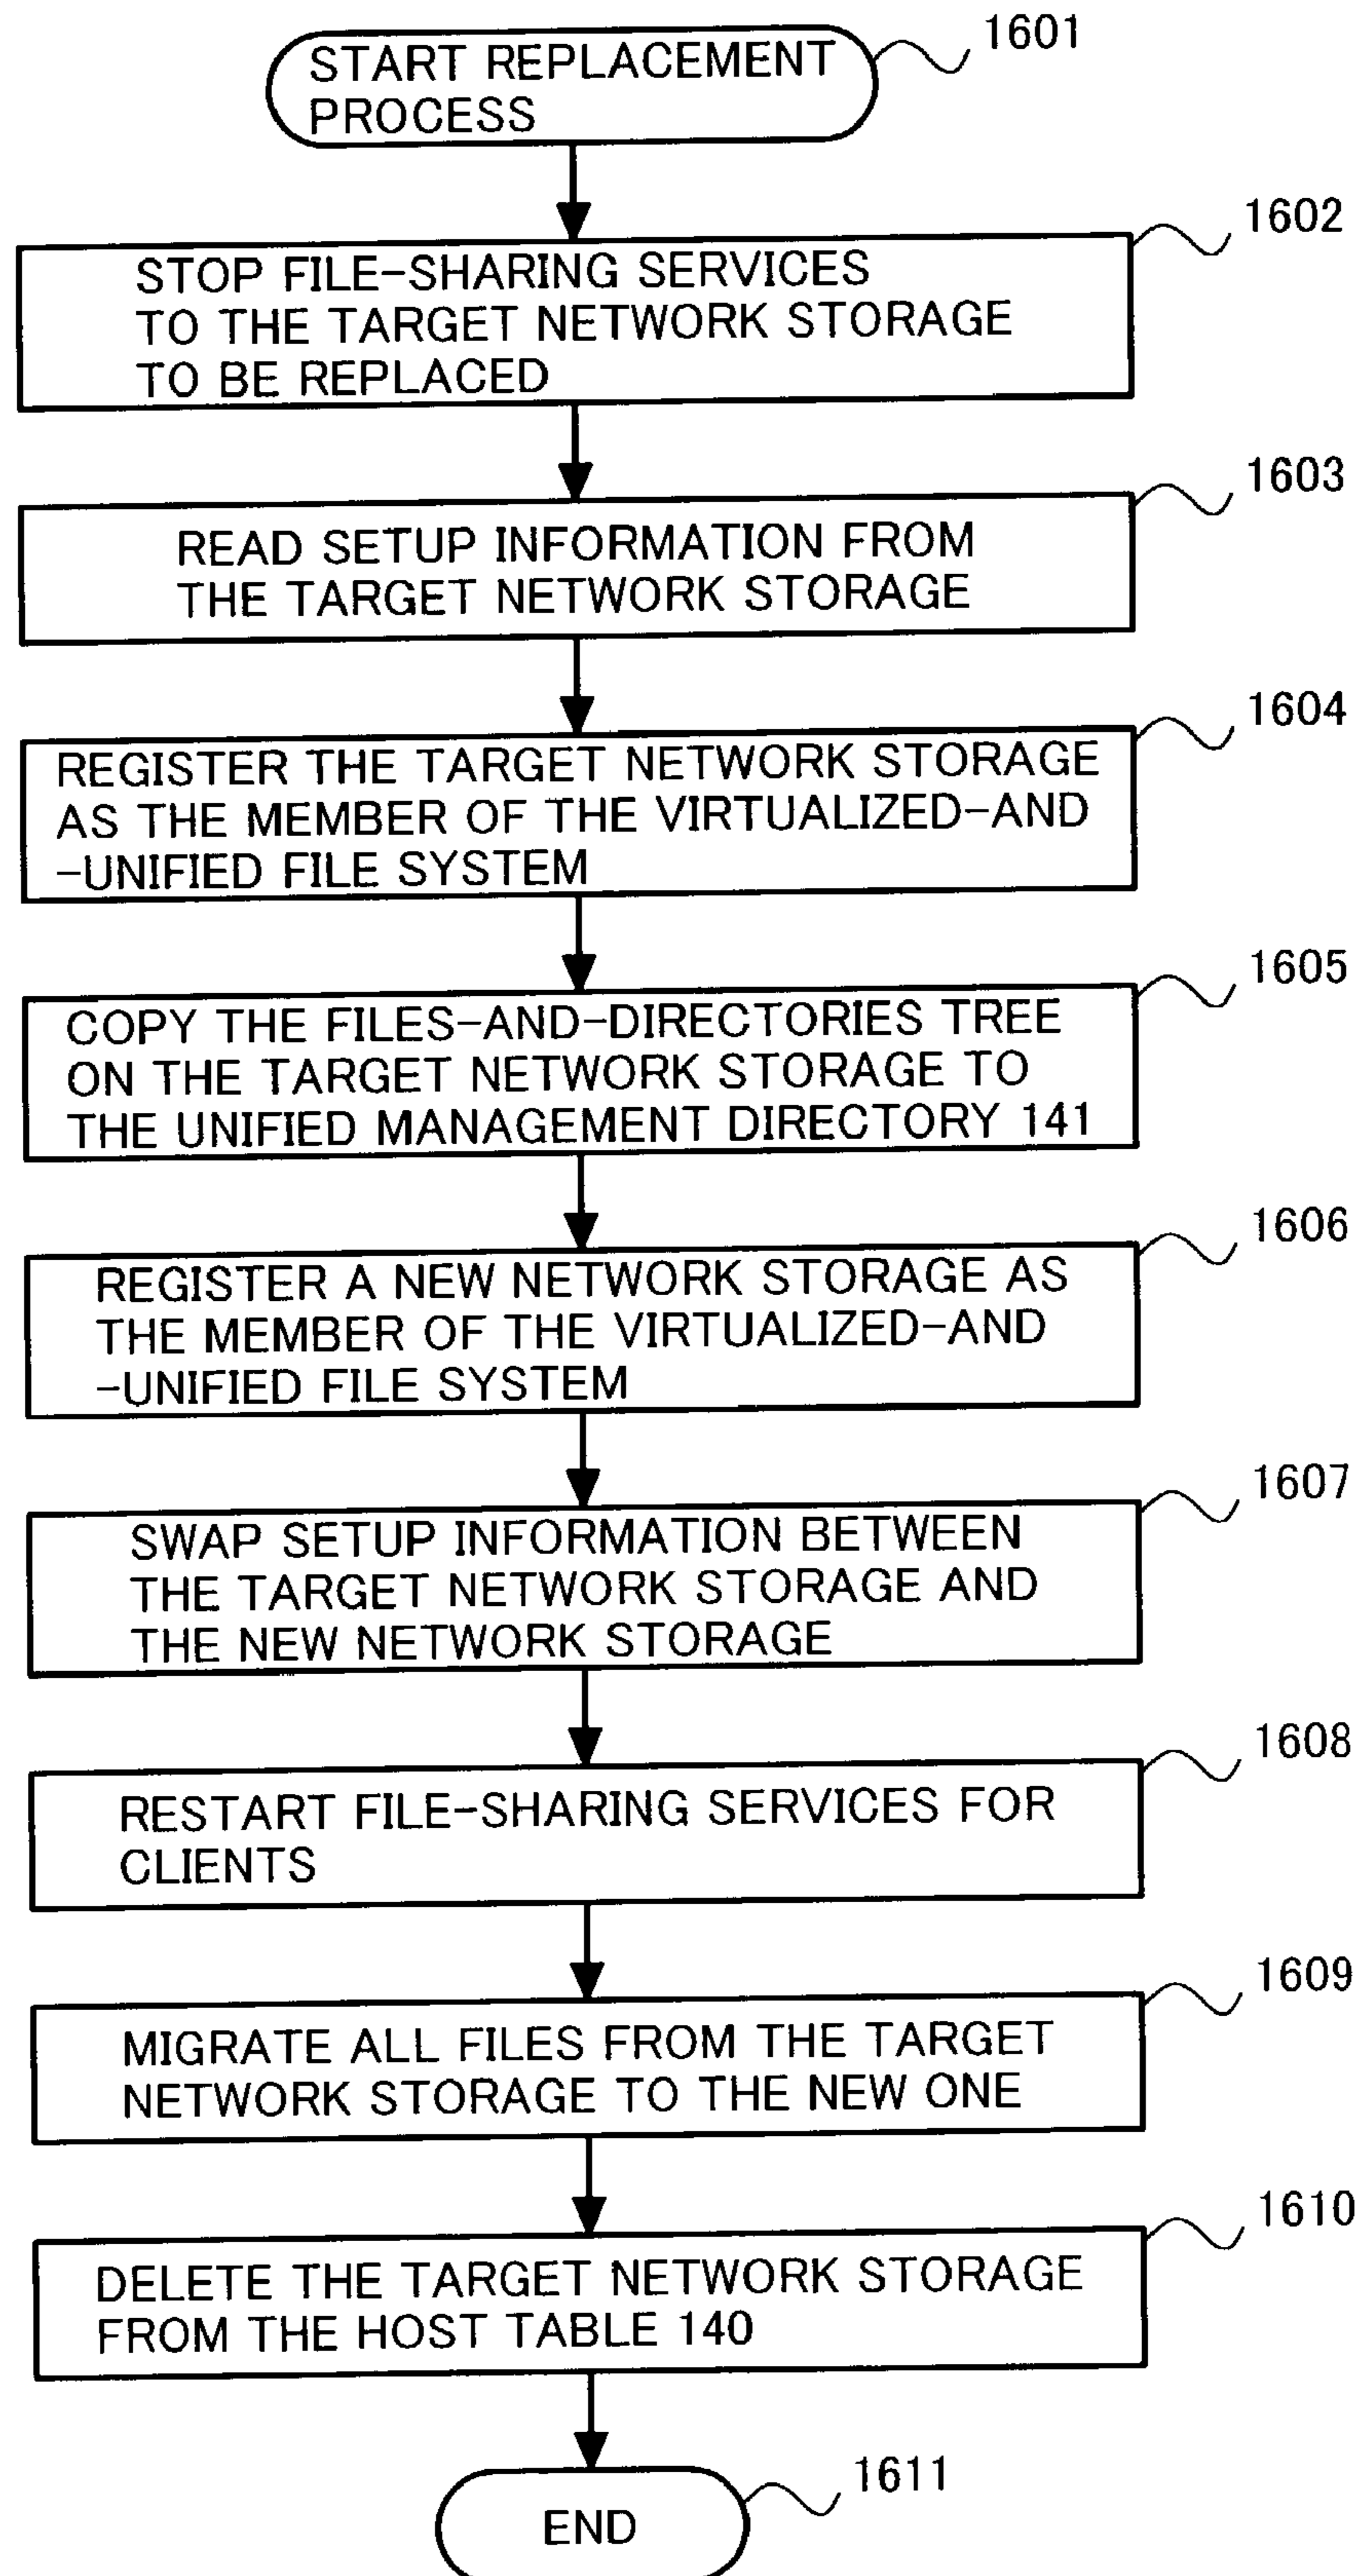 START REPLACEMENT
PROCESS
1601
STOP FILE-SHARING SERVICES
TO THE TARGET NETWORK STORAGE
TO BE REPLACED
1602
READ SETUP INFORMATION FROM
THE TARGET NETWORK STORAGE
1603
REGISTER THE TARGET NETWORK STORAGE
AS THE MEMBER OF THE VIRTUALIZED-AND
-UNIFIED FILE SYSTEM
1604
COPY THE FILES-AND-DIRECTORIES TREE
ON THE TARGET NETWORK STORAGE TO
THE UNIFIED MANAGEMENT DIRECTORY 141
1605
REGISTER A NEW NETWORK STORAGE AS
THE MEMBER OF THE VIRTUALIZED-AND
-UNIFIED FILE SYSTEM
1606
SWAP SETUP INFORMATION BETWEEN
THE TARGET NETWORK STORAGE AND
THE NEW NETWORK STORAGE
1607
RESTART FILE-SHARING SERVICES FOR
CLIENTS
1608
MIGRATE ALL FILES FROM THE TARGET
NETWORK STORAGE TO THE NEW ONE
1609
DELETE THE TARGET NETWORK STORAGE
FROM THE HOST TABLE 140
1610
END
1611